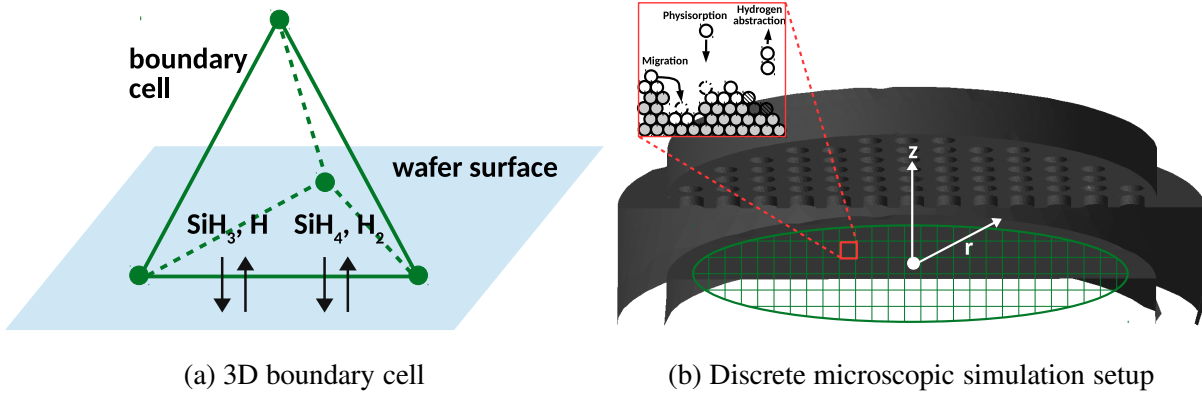 boundary
cell
wafer surface
SiH₃, H
SiH₄, H₂
(a) 3D boundary cell
Physisorption
Hydrogen
abstraction
Migration
z
r
(b) Discrete microscopic simulation setup